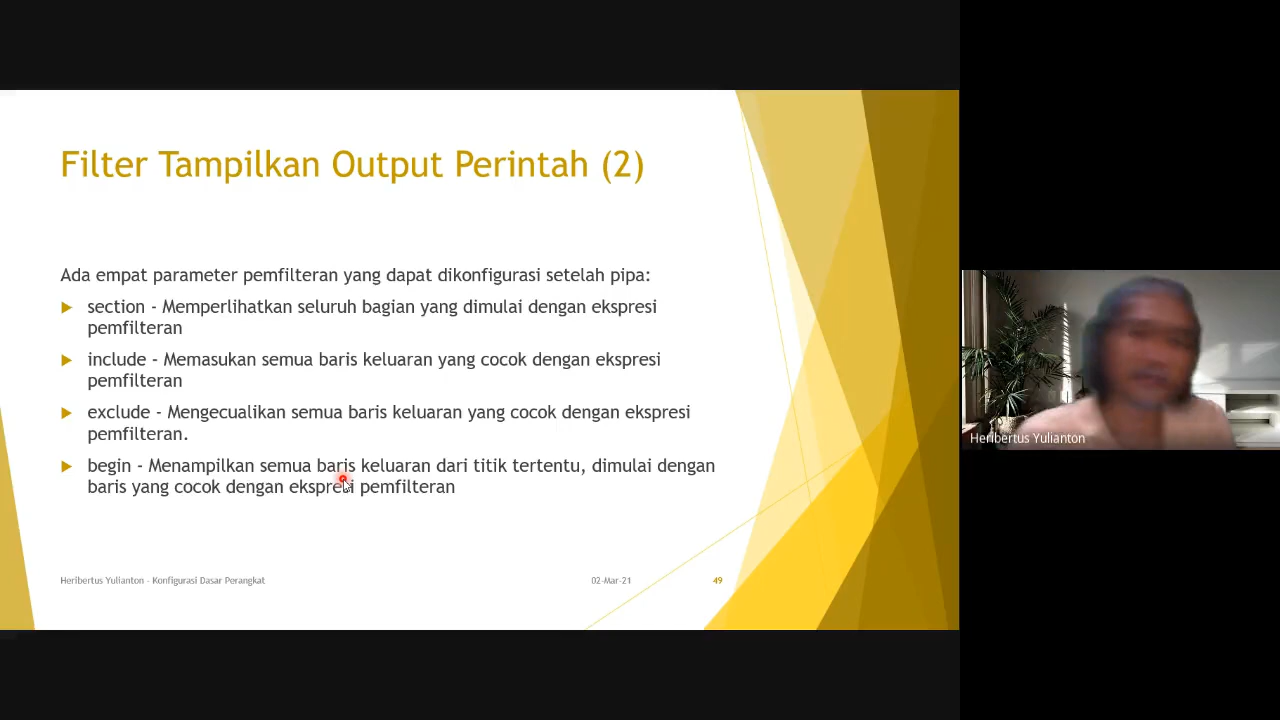 Filter Tampilkan Output Perintah (2)
Ada empat parameter pemfilteran yang dapat dikonfigurasi setelah pipa:
section - Memperlihatkan seluruh bagian yang dimulai dengan ekspresi
pemfilteran
include - Memasukan semua baris keluaran yang cocok dengan ekspresi
pemfilteran
exclude - Mengecualikan semua baris keluaran yang cocok dengan ekspresi
pemfilteran.
begin - Menampilkan semua baris keluaran dari titik tertentu, dimulai dengan
baris yang cocok dengan ekspresi pemfilteran
Heribertus Yulianton - Konfigurasi Dasar Perangkat
02-Mar-21
49
Heribertus Yulianton